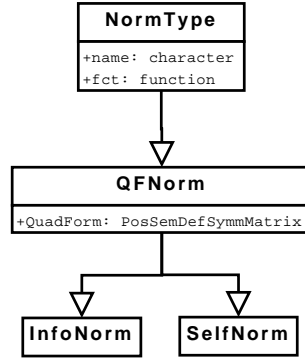 NormType
+name: character
+fct: function
QFNorm
+QuadForm: PosSemDefSymmMatrix
InfoNorm
SelfNorm